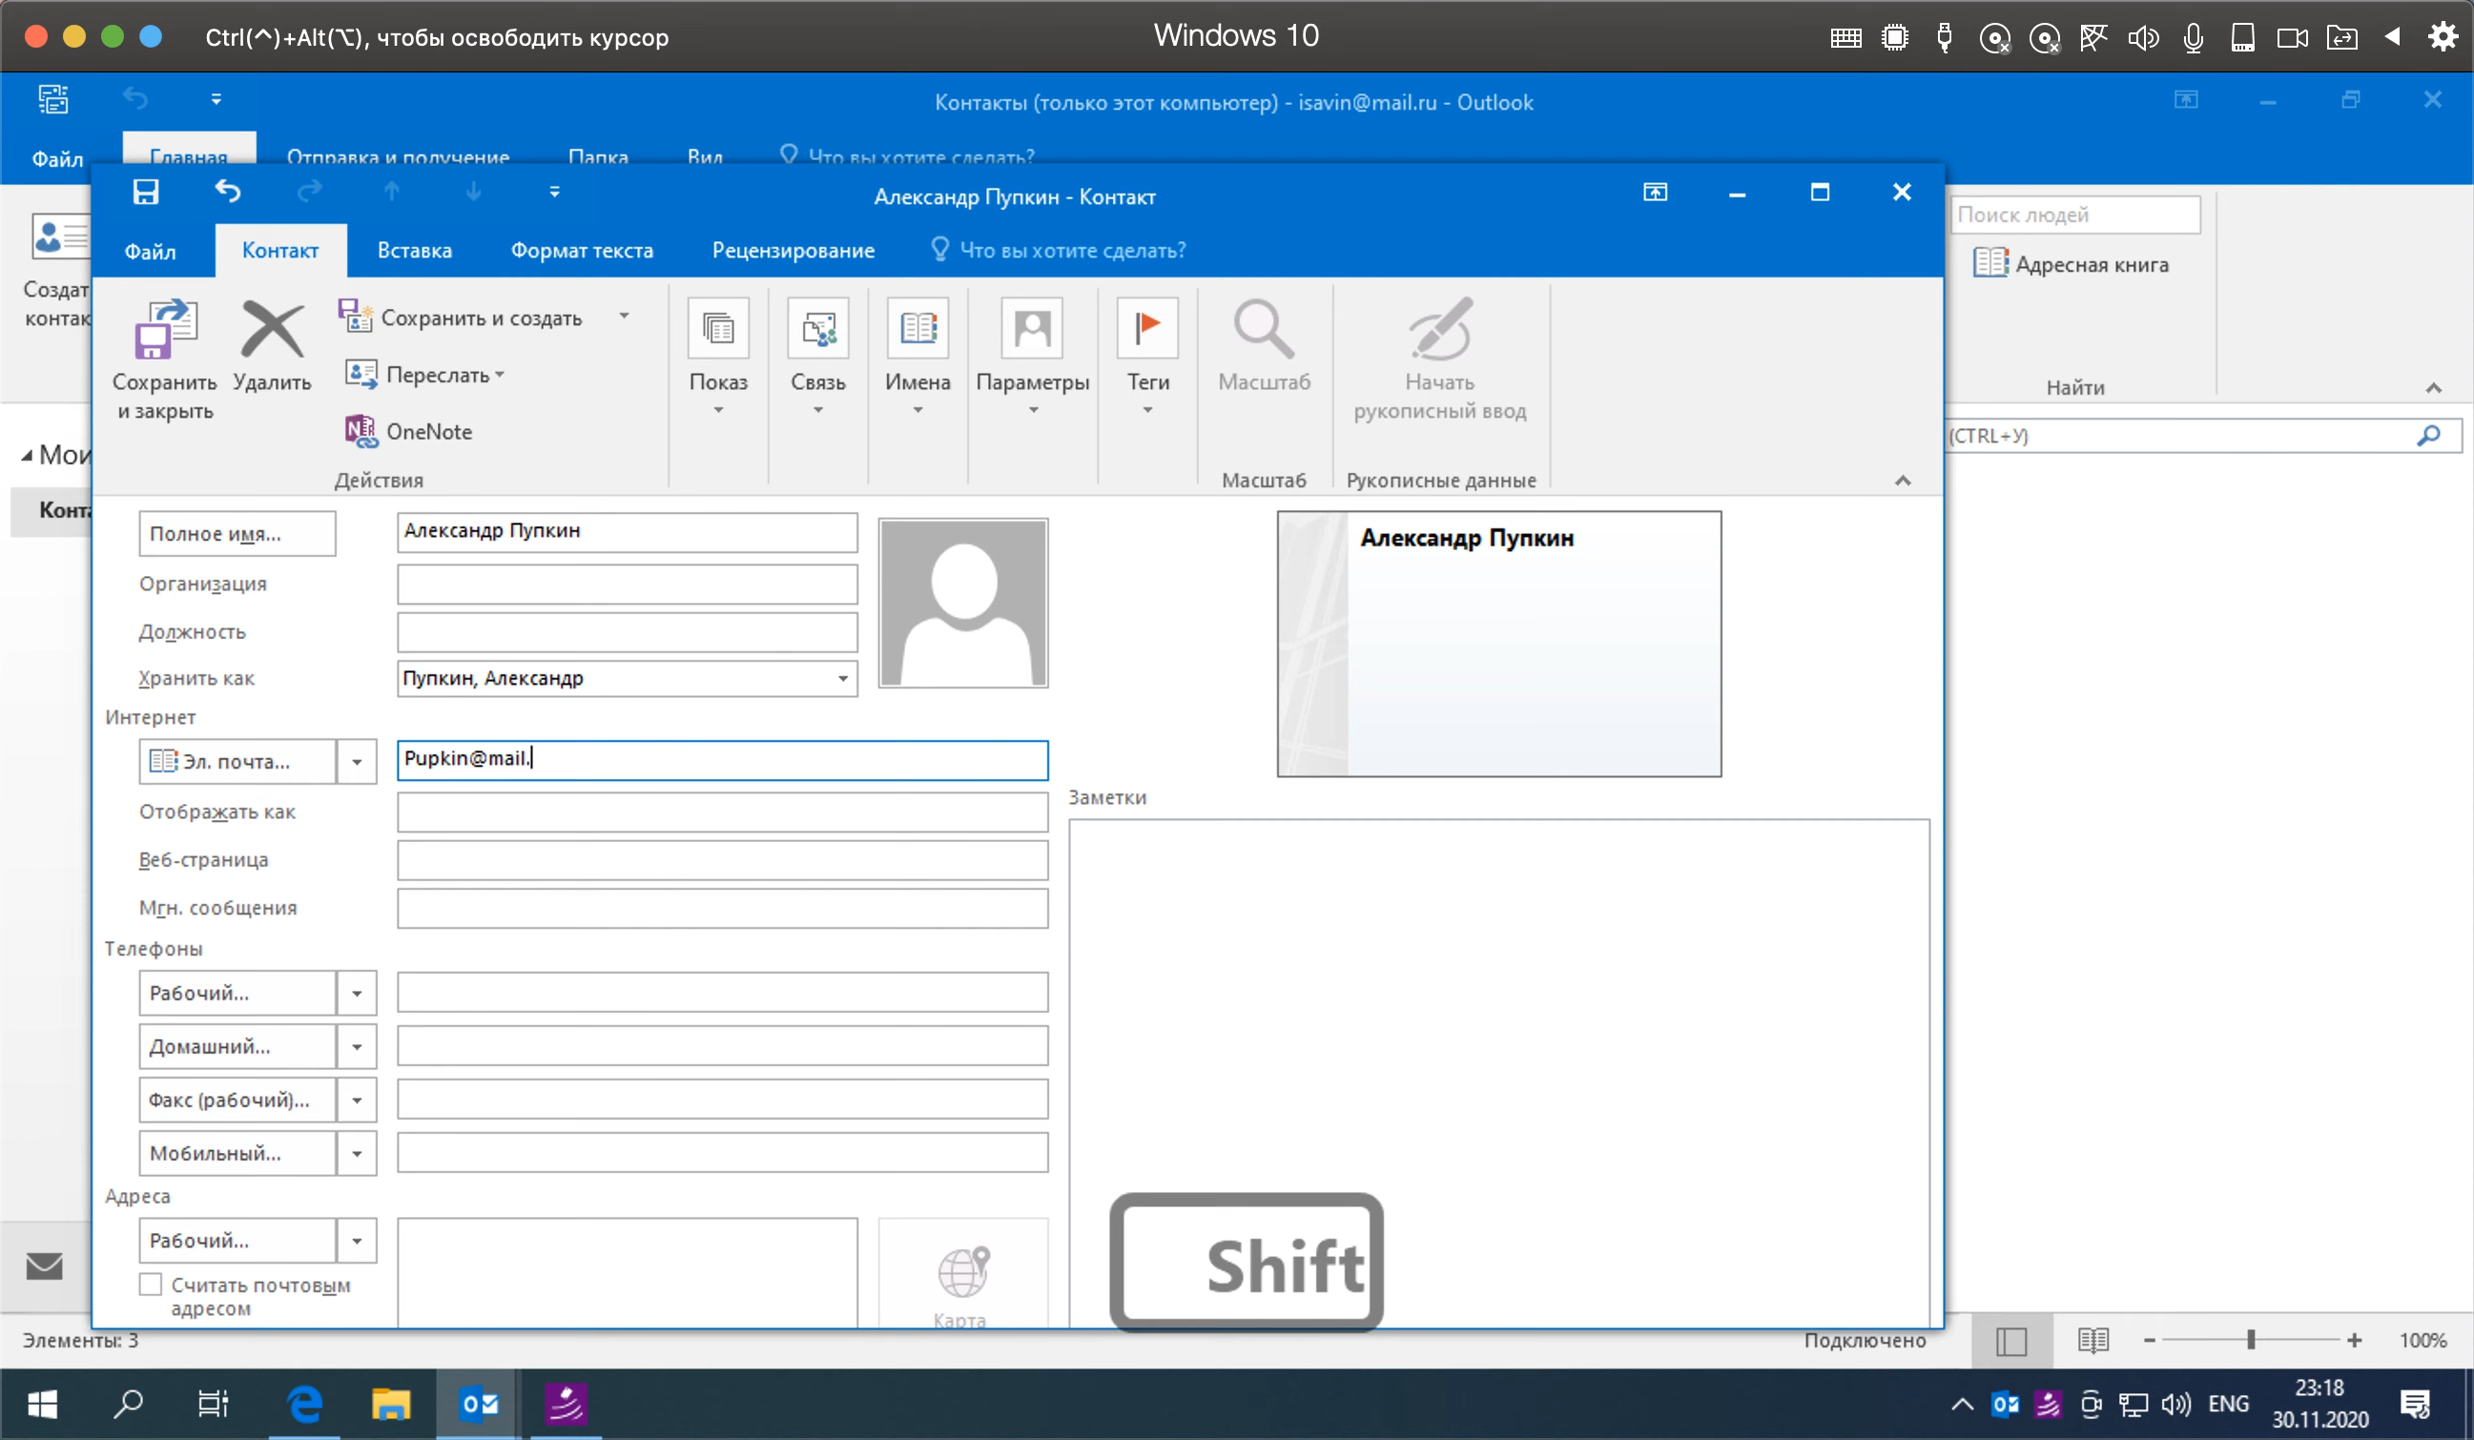 Ctrl(^)+Alt(⌥), чтобы освободить курсор
Windows 10
Контакты (только этот компьютер) - isavin@mail.ru - Outlook
Файл
Главная
Отправка и получение
Папка
Вид
Что вы хотите сделать?
Александр Пупкин - Контакт
Файл
Контакт
Вставка
Формат текста
Рецензирование
Что вы хотите сделать?
Поиск людей
Адресная книга
Найти
Создат
контак
Сохранить
и закрыть
Удалить
Сохранить и создать
Переслать
OneNote
Действия
Показ
Связь
Имена
Параметры
Теги
Масштаб
Масштаб
Начать
рукописный ввод
Рукописные данные
(CTRL+У)
Мои
Конта
Полное имя...
Александр Пупкин
Организация
Должность
Хранить как
Пупкин, Александр
Интернет
Эл. почта...
Pupkin@mail.
Отображать как
Веб-страница
Мгн. сообщения
Телефоны
Рабочий...
Домашний...
Факс (рабочий)...
Мобильный...
Адреса
Рабочий...
Считать почтовым
адресом
Карта
Александр Пупкин
Заметки
Shift
Элементы: 3
Подключено
100%
ENG
23:18
30.11.2020